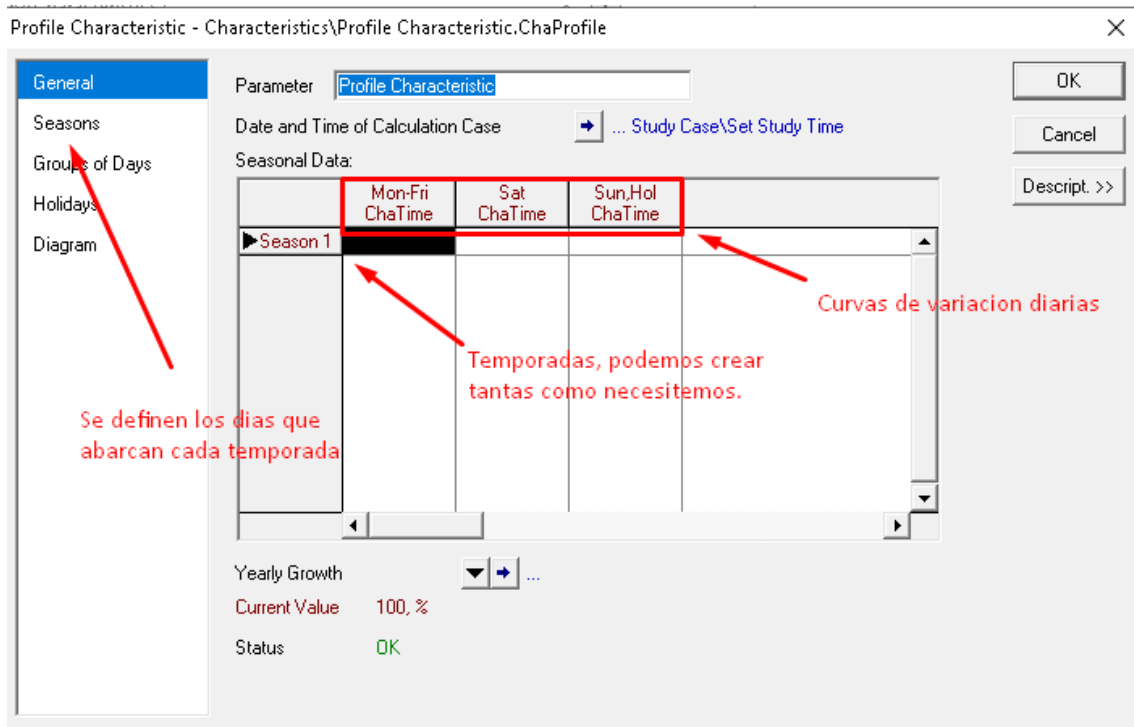 Profile Characteristic - Characteristics\Profile Characteristic.ChaProfile
General
Seasons
Groups of Days
Holidays
Diagram
Parameter Profile Characteristic
Date and Time of Calculation Case ... Study Case\Set Study Time
Seasonal Data:
Mon-Fri Sat Sun,Hol
ChaTime ChaTime ChaTime
Season 1
Yearly Growth ...
Current Value 100, %
Status OK
OK
Cancel
Descript. >>
Curvas de variacion diarias
Temporadas, podemos crear
tantas como necesitemos.
Se definen los dias que
abarcan cada temporada